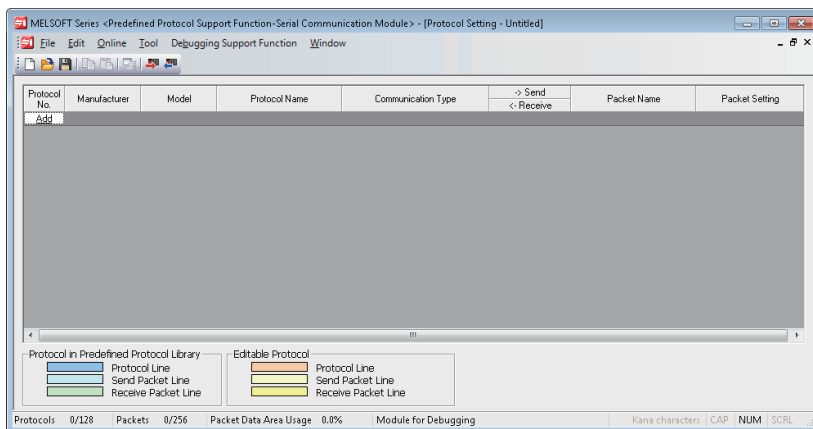 MELSOFT Series <Predefined Protocol Support Function-Serial Communication Module> - [Protocol Setting - Untitled]
File Edit Online Tool Debugging Support Function Window
Protocol No. Manufacturer Model Protocol Name Communication Type -> Send <- Receive Packet Name Packet Setting
Add
Protocol in Predefined Protocol Library Editable Protocol
Protocol Line Protocol Line
Send Packet Line Send Packet Line
Receive Packet Line Receive Packet Line
Protocols 0/128 Packets 0/256 Packet Data Area Usage 0.0% Module for Debugging Kana characters CAP NUM SCRL